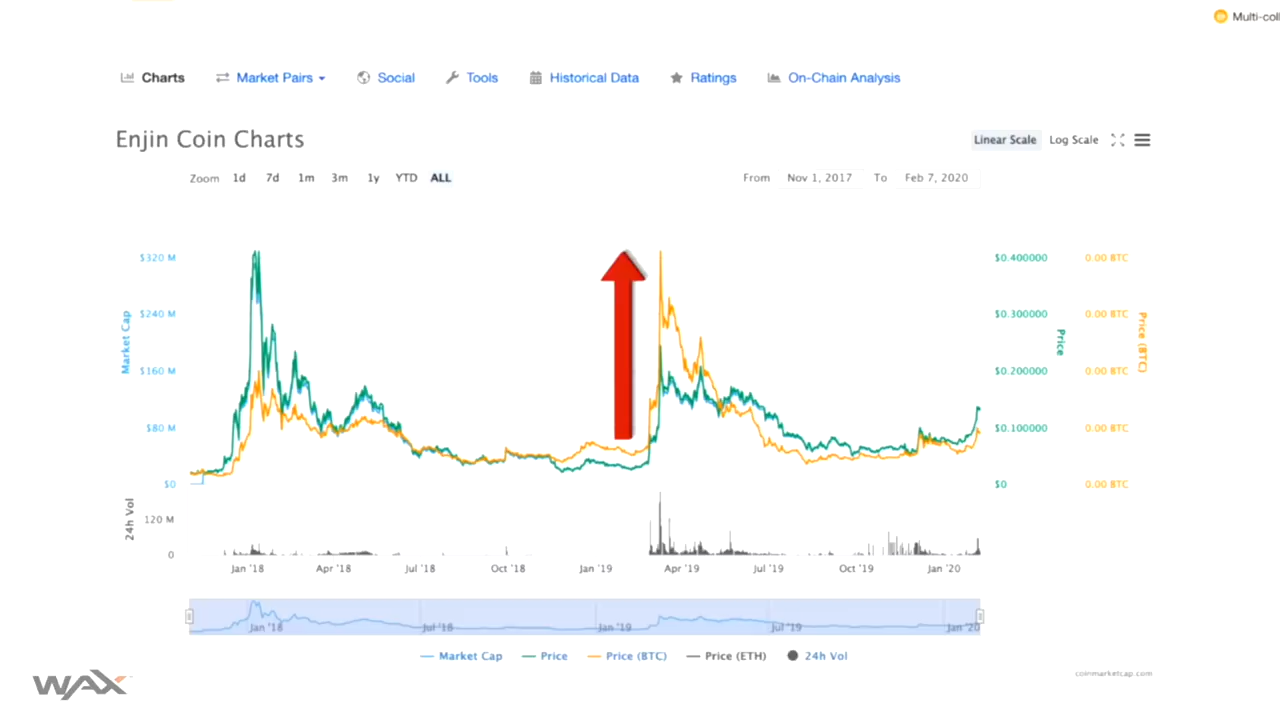 Multi-coll
Charts Market Pairs Social Tools Historical Data Ratings On-Chain Analysis
Enjin Coin Charts
Linear Scale Log Scale
Zoom 1d 7d 1m 3m 1y YTD ALL
From Nov 1, 2017 To Feb 7, 2020
$320 M $0.400000 0.00 BTC
$240 M $0.300000 0.00 BTC
Market Cap Price Price (BTC)
$160 M $0.200000 0.00 BTC
$80 M $0.100000 0.00 BTC
$0 $0 0.00 BTC
24h Vol
120 M
0
Jan '18 Apr '18 Jul '18 Oct '18 Jan '19 Apr '19 Jul '19 Oct '19 Jan '20
Jan '18 Jul '18 Jan '19 Jul '19 Jan '20
Market Cap Price Price (BTC) Price (ETH) 24h Vol
coinmarketcap.com
WAX